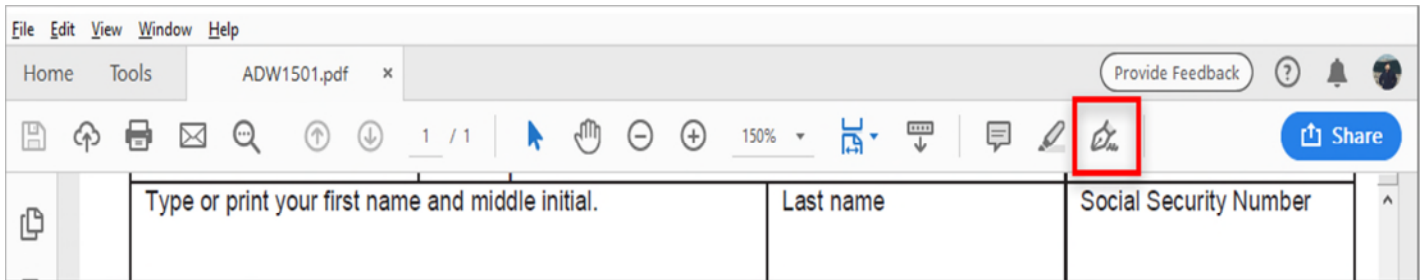 File Edit View Window Help
Home Tools ADW1501.pdf × Provide Feedback ?
1 / 1 150% Share
Type or print your first name and middle initial. Last name Social Security Number